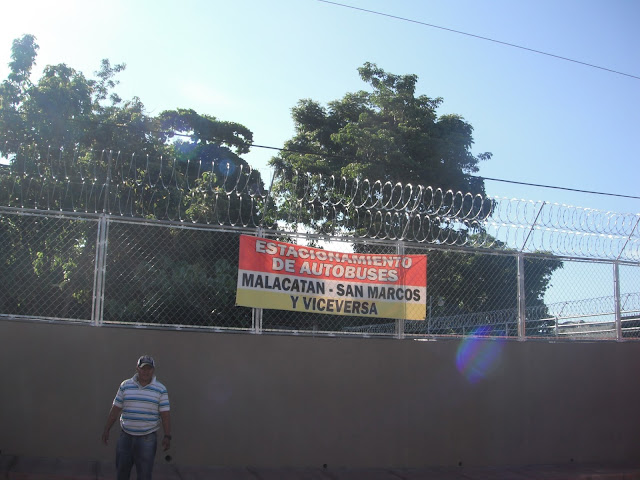 ESTACIONAMIENTO
DE AUTOBUSES
MALACATAN - SAN MARCOS
Y VICEVERSA